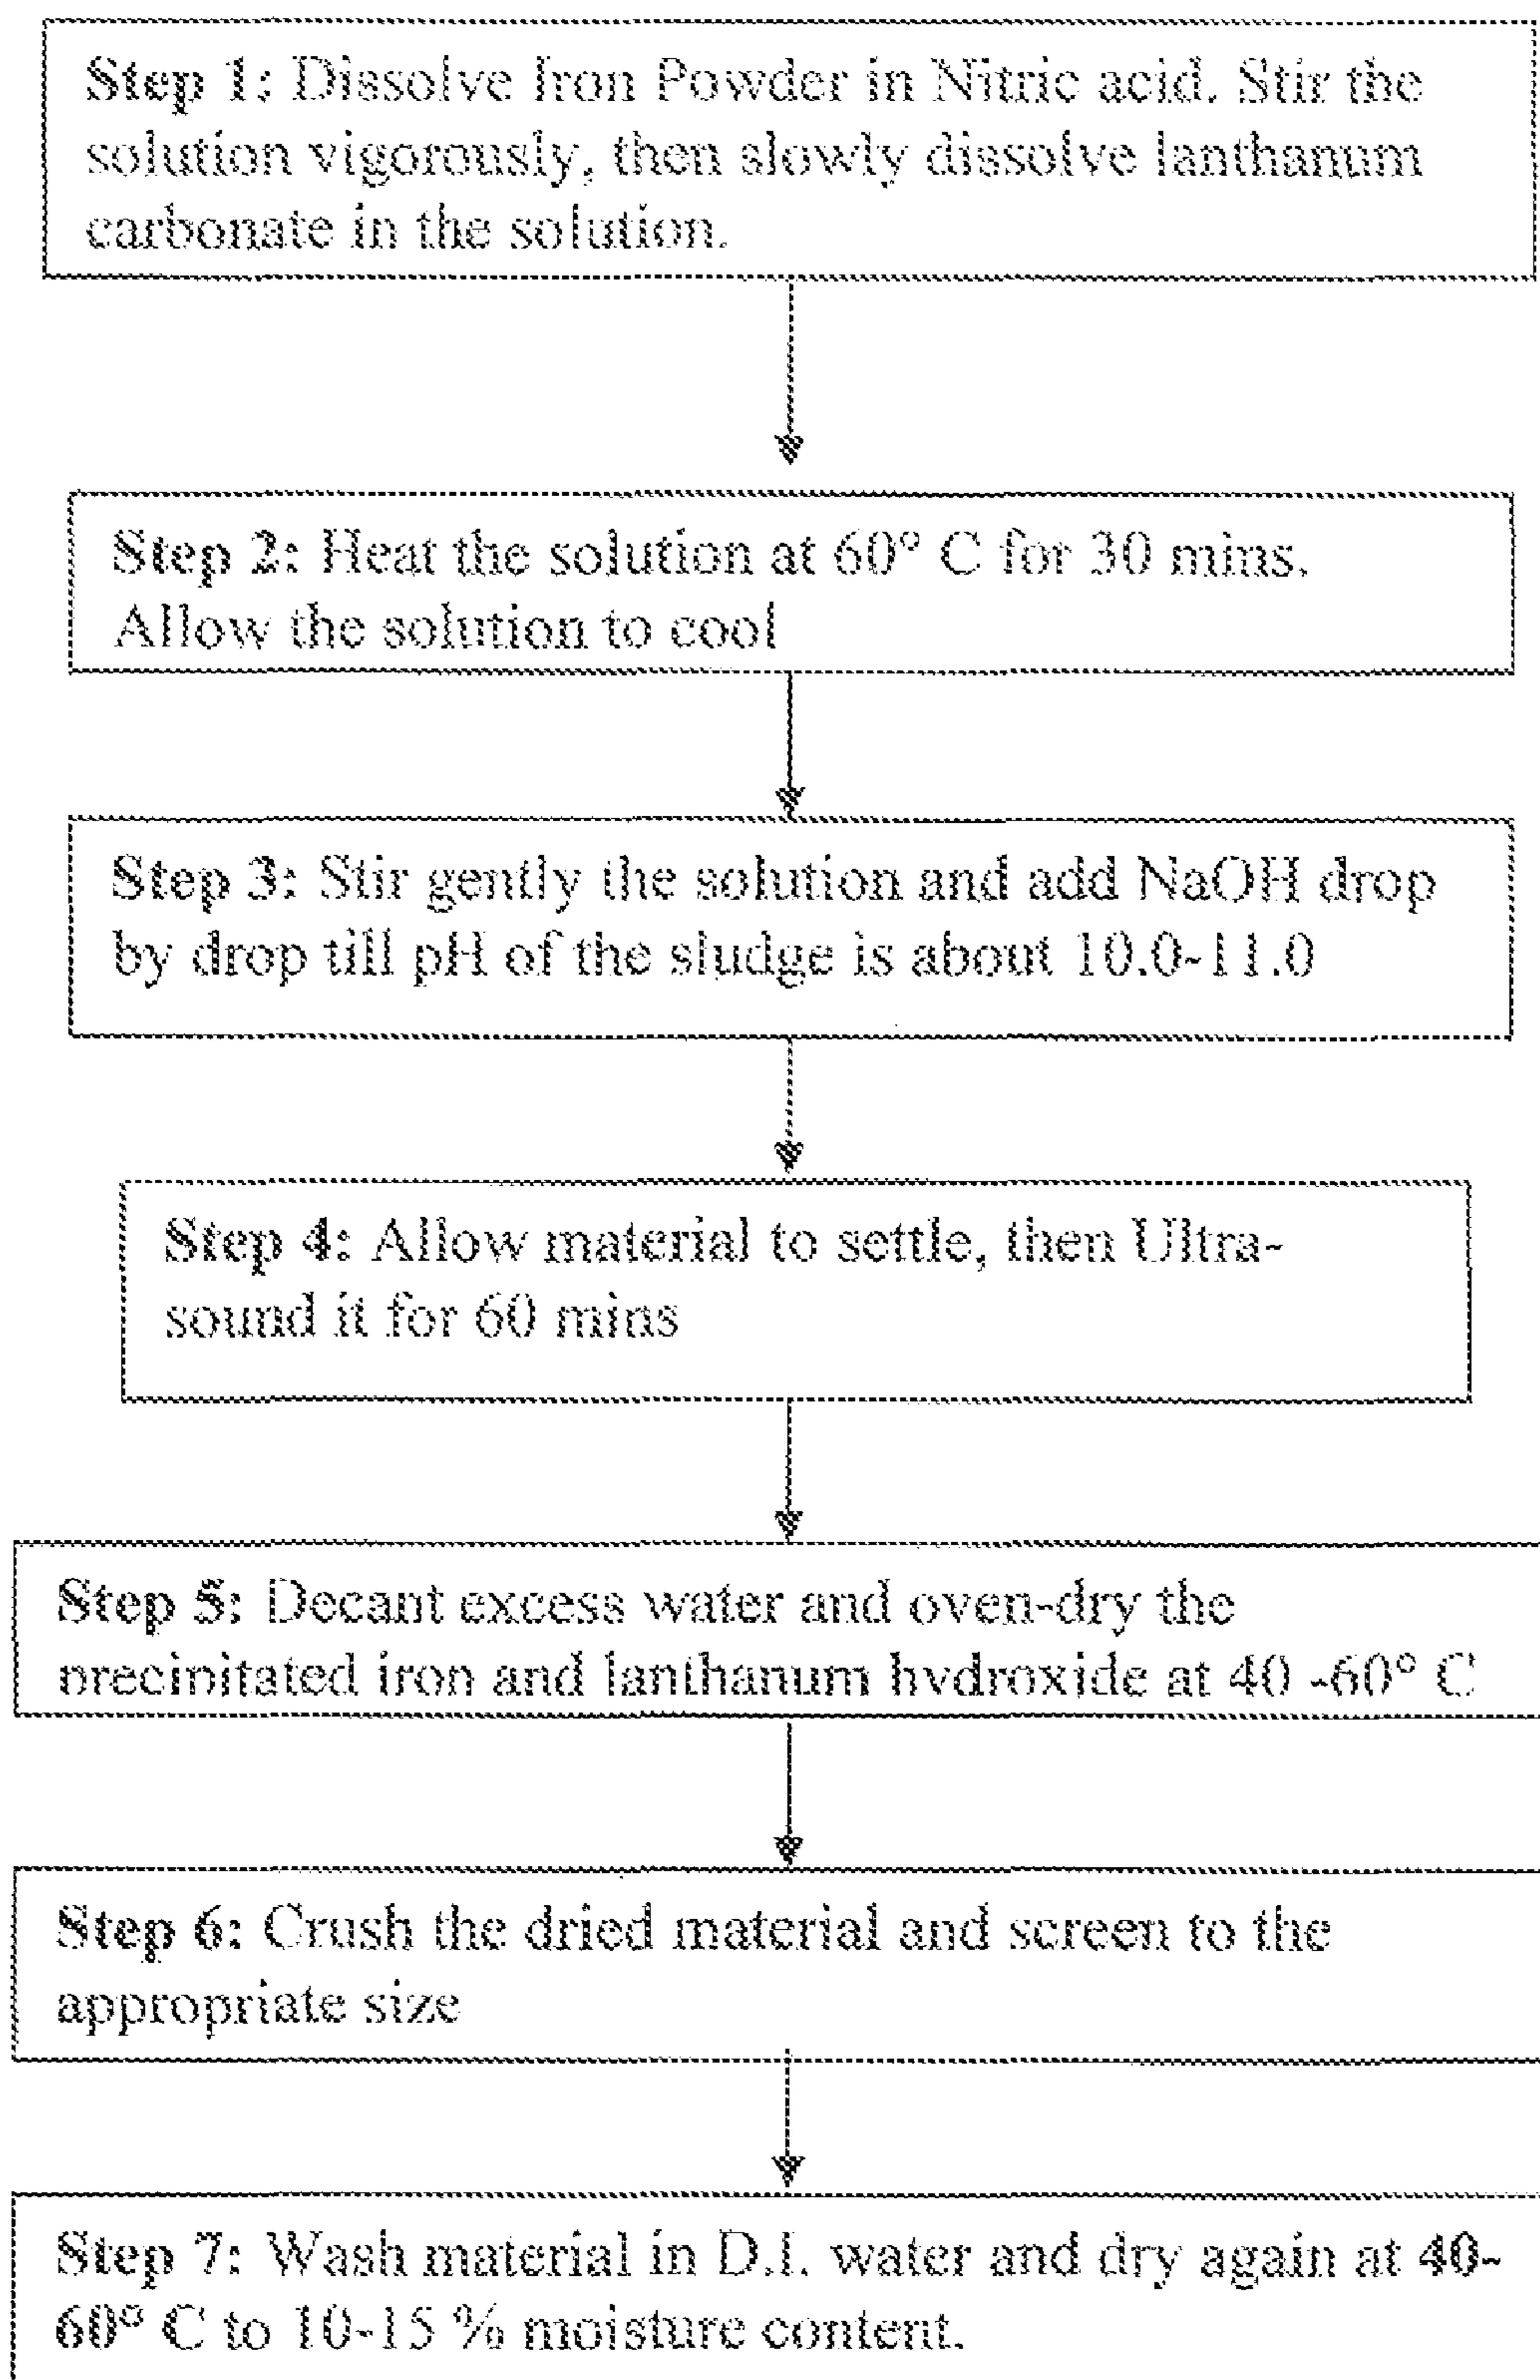 Step 1: Dissolve Iron Powder in Nitric acid. Stir the
solution vigorously, then slowly dissolve lanthanum
carbonate in the solution.
Step 2: Heat the solution at 60° C for 30 mins.
Allow the solution to cool
Step 3: Stir gently the solution and add NaOH drop
by drop till pH of the sludge is about 10.0-11.0
Step 4: Allow material to settle, then Ultra-
sound it for 60 mins
Step 5: Decant excess water and oven-dry the
precipitated iron and lanthanum hydroxide at 40 -60° C
Step 6: Crush the dried material and screen to the
appropriate size
Step 7: Wash material in D.I. water and dry again at 40-
60° C to 10-15 % moisture content.